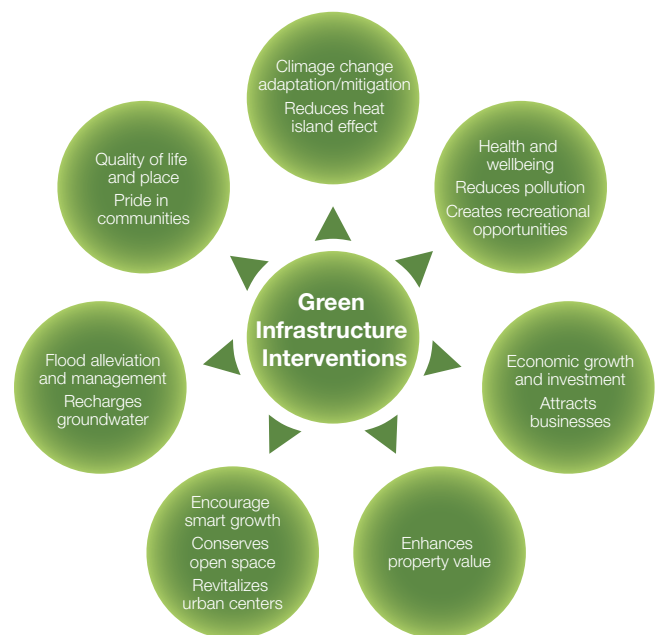 Climage change
adaptation/mitigation
Reduces heat
island effect
Health and
wellbeing
Reduces pollution
Creates recreational
opportunities
Quality of life
and place
Pride in
communities
Green
Infrastructure
Interventions
Flood alleviation
and management
Recharges
groundwater
Economic growth
and investment
Attracts
businesses
Encourage
smart growth
Conserves
open space
Revitalizes
urban centers
Enhances
property value